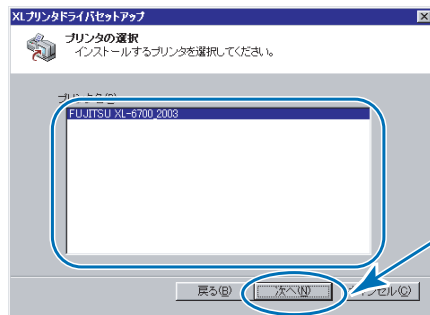 XLプリンタドライバセットアップ
プリンタの選択
インストールするプリンタを選択してください。
FUJITSU XL-6700_2003
戻る(B)
次へ(N)